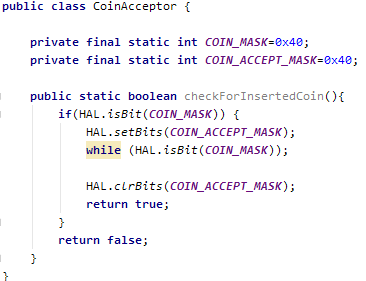 public class CoinAcceptor {
private final static int COIN_MASK=0x40;
private final static int COIN_ACCEPT_MASK=0x40;
public static boolean checkForInsertedCoin(){
if(HAL.isBit(COIN_MASK)) {
HAL.setBits(COIN_ACCEPT_MASK);
while (HAL.isBit(COIN_MASK));
HAL.clrBits(COIN_ACCEPT_MASK);
return true;
}
return false;
}
}